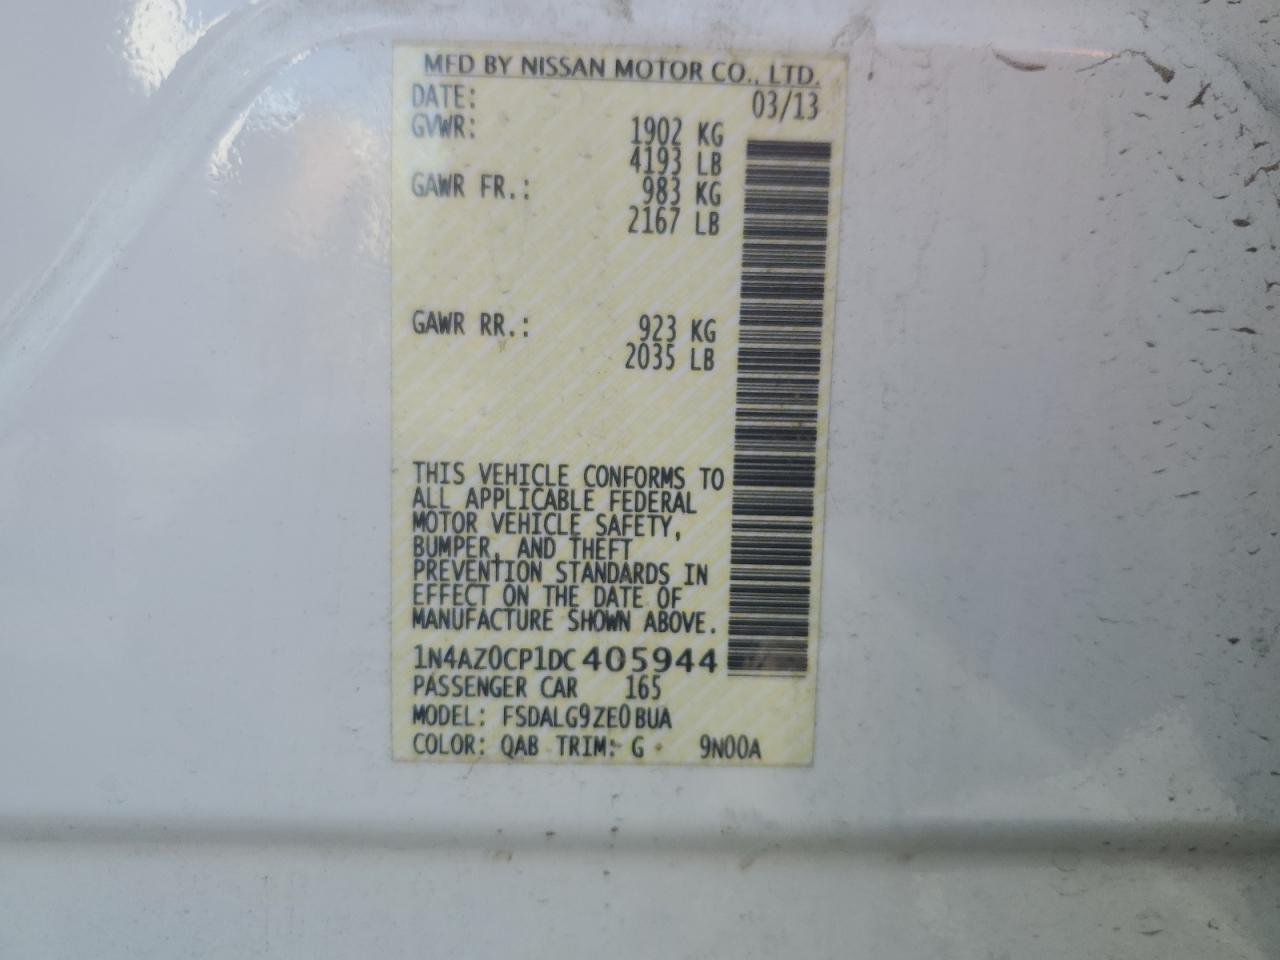 MFD BY NISSAN MOTOR CO., LTD.
DATE: 03/13
GVWR: 1902 KG
4193 LB
GAWR FR.: 983 KG
2167 LB
GAWR RR.: 923 KG
2035 LB
THIS VEHICLE CONFORMS TO
ALL APPLICABLE FEDERAL
MOTOR VEHICLE SAFETY,
BUMPER, AND THEFT
PREVENTION STANDARDS IN
EFFECT ON THE DATE OF
MANUFACTURE SHOWN ABOVE.
1N4AZ0CP1DC405944
PASSENGER CAR 165
MODEL: FSDALG9ZE0BUA
COLOR: QAB TRIM: G 9N00A